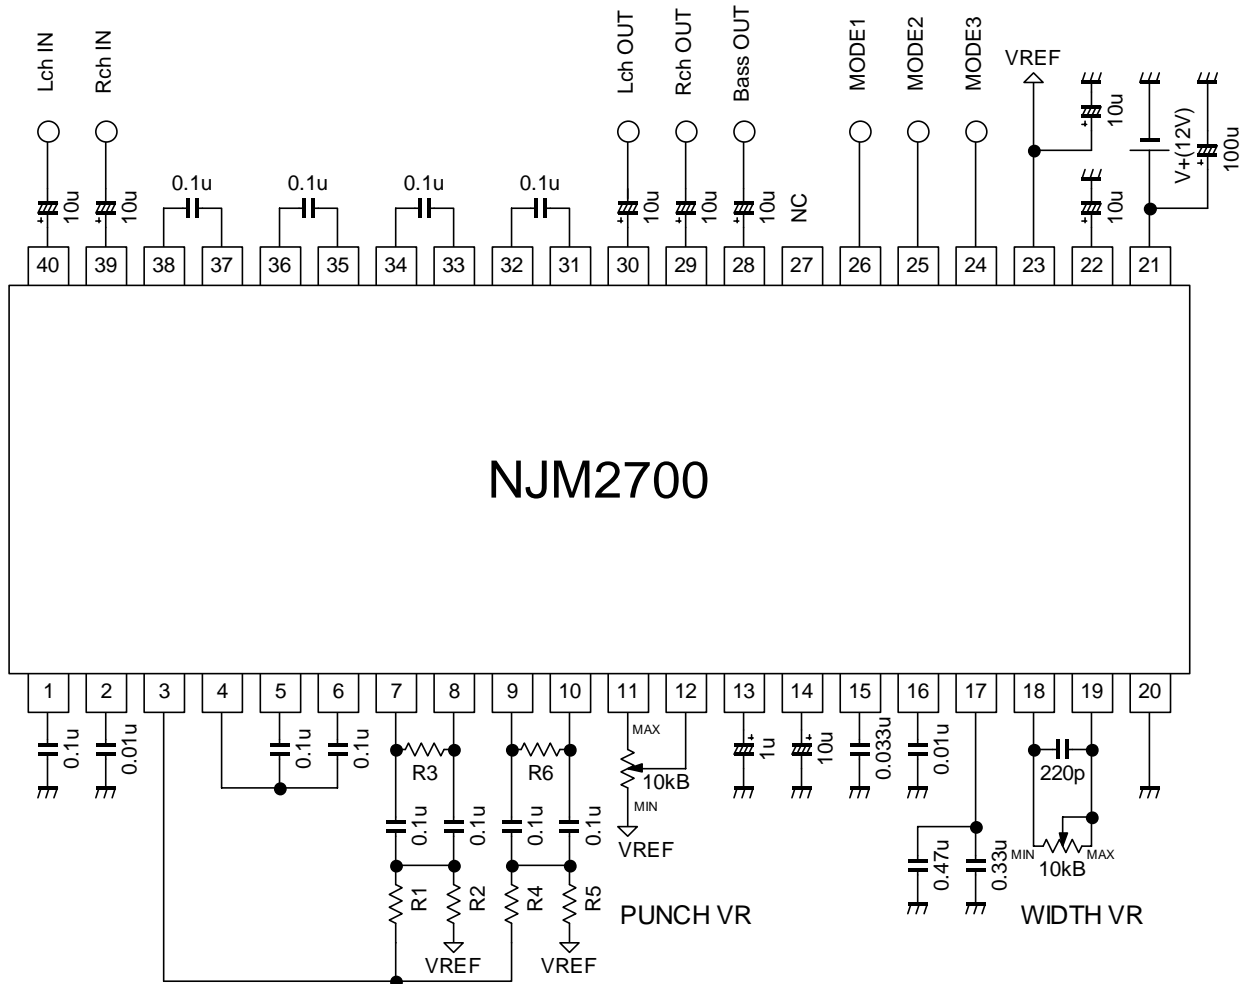 Lch IN
Rch IN
Lch OUT
Rch OUT
Bass OUT
MODE1
MODE2
MODE3
VREF
10u
V+(12V)
100u
10u
10u
0.1u
0.1u
0.1u
0.1u
10u
10u
10u
NC
10u
40 39 38 37 36 35 34 33 32 31 30 29 28 27 26 25 24 23 22 21
NJM2700
1 2 3 4 5 6 7 8 9 10 11 12 13 14 15 16 17 18 19 20
0.1u
0.01u
0.1u
0.1u
R3
R6
MAX
10kB
MIN
VREF
1u
10u
0.033u
0.01u
220p
0.1u
0.1u
0.1u
0.1u
0.47u
0.33u
MIN
10kB
MAX
R1
R2
R4
R5
PUNCH VR
WIDTH VR
VREF
VREF